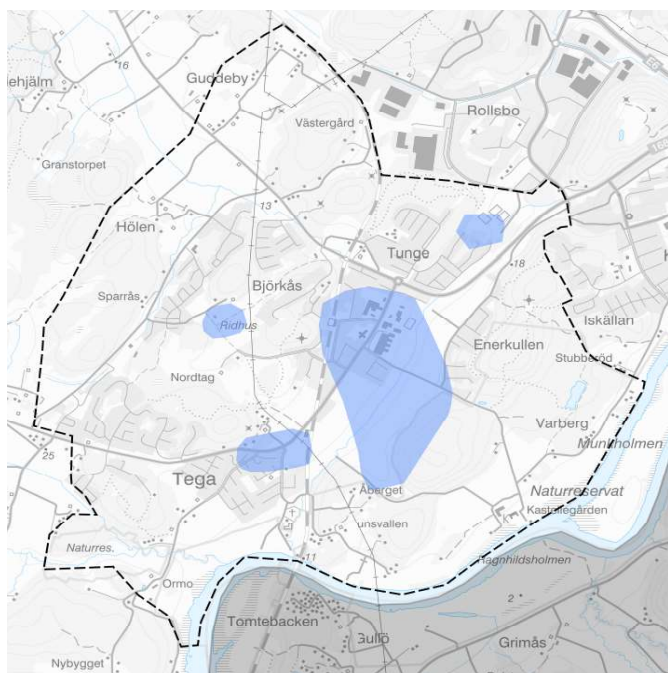 16
Guddeby
ehjälm
Västergård
Rollsbo
Granstorpet
13
Hölen
Tunge
18
Björkås
Sparrås
Ridhus
Iskällan
Enerkullen
Stubberöd
Nordtag
Varberg
Munkholmen
25
Tega
Åberget
Naturreservat
Kastellegården
unsvallen
Naturres.
11
Ragnhildsholmen
Ormo
2
Tomtebacken
Gullö
Grimås
Nybygget